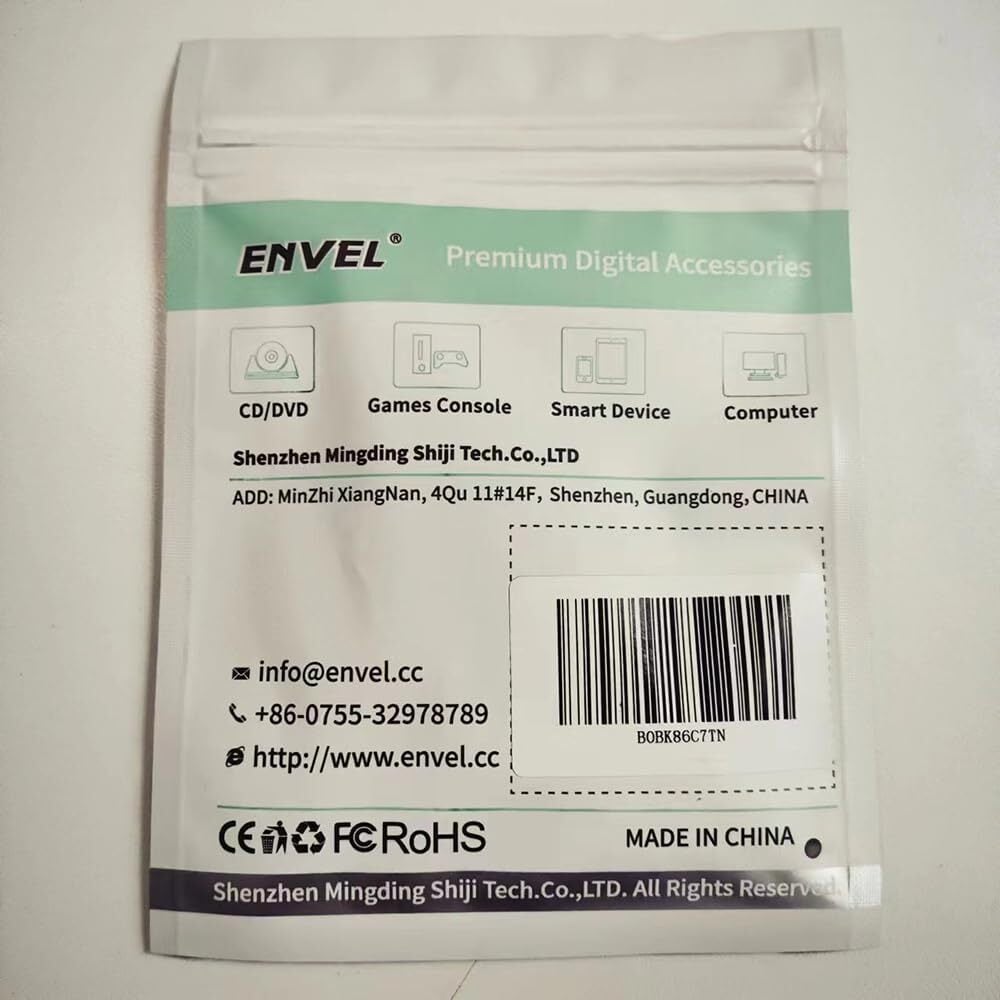 ENVEL® Premium Digital Accessories
CD/DVD Games Console Smart Device Computer
Shenzhen Mingding Shiji Tech.Co.,LTD
ADD: MinZhi XiangNan, 4Qu 11#14F, Shenzhen, Guangdong, CHINA
info@envel.cc
+86-0755-32978789
http://www.envel.cc
B0BK86C7TN
CE FC RoHS MADE IN CHINA
Shenzhen Mingding Shiji Tech.Co.,LTD. All Rights Reserved.